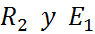 R₂ y E₁